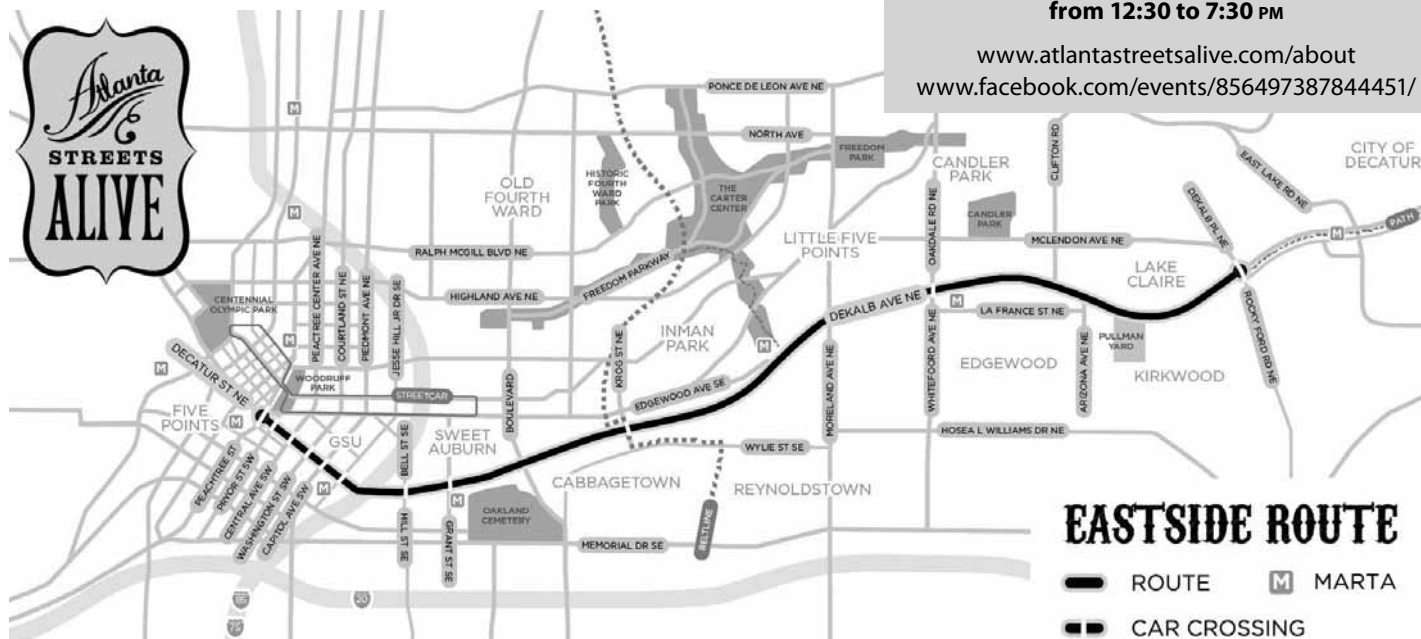 from 12:30 to 7:30 PM
www.atlantastreetsalive.com/about
www.facebook.com/events/856497387844451/
Atlanta
STREETS
ALIVE
PONCE DE LEON AVE NE
NORTH AVE
FREEDOM
PARK
CANDLER
PARK
CLIFTON RD
EAST LAKE RD NE
CITY OF
DECATUR
OLD
FOURTH
WARD
HISTORIC
FOURTH
WARD
PARK
THE
CARTER
CENTER
OAKDALE RD NE
CANDLER
PARK
DEKALB PL NE
PATH
M
M
M
RALPH MCGILL BLVD NE
LITTLE FIVE
POINTS
MCLENDON AVE NE
LAKE
CLAIRE
PEACHTREE CENTER AVE NE
COURTLAND ST NE
PIEDMONT AVE NE
JESSE HILL JR DR SE
HIGHLAND AVE NE
FREEDOM PARKWAY
CENTENNIAL
OLYMPIC PARK
DEKALB AVE NE
M
LA FRANCE ST NE
ROCKY FORD RD NE
INMAN
PARK
M
M
PULLMAN
YARD
DECATUR ST NE
M
KROG ST NE
EDGEWOOD
ARIZONA AVE NE
KIRKWOOD
WOODRUFF
PARK
STREETCAR
BOULEVARD
EDGEWOOD AVE SE
MORELAND AVE NE
WHITEFOORD AVE NE
FIVE
POINTS
M
GSU
SWEET
AUBURN
BELL ST SE
WYLIE ST SE
HOSEA L WILLIAMS DR NE
PEACHTREE ST
PRYOR ST SW
CENTRAL AVE SW
WASHINGTON ST SW
CAPITOL AVE SW
M
M
CABBAGETOWN
REYNOLDSTOWN
OAKLAND
CEMETERY
HILL ST SE
GRANT ST SE
MEMORIAL DR SE
BELTLINE
85
20
75
EASTSIDE ROUTE
ROUTE
M MARTA
CAR CROSSING